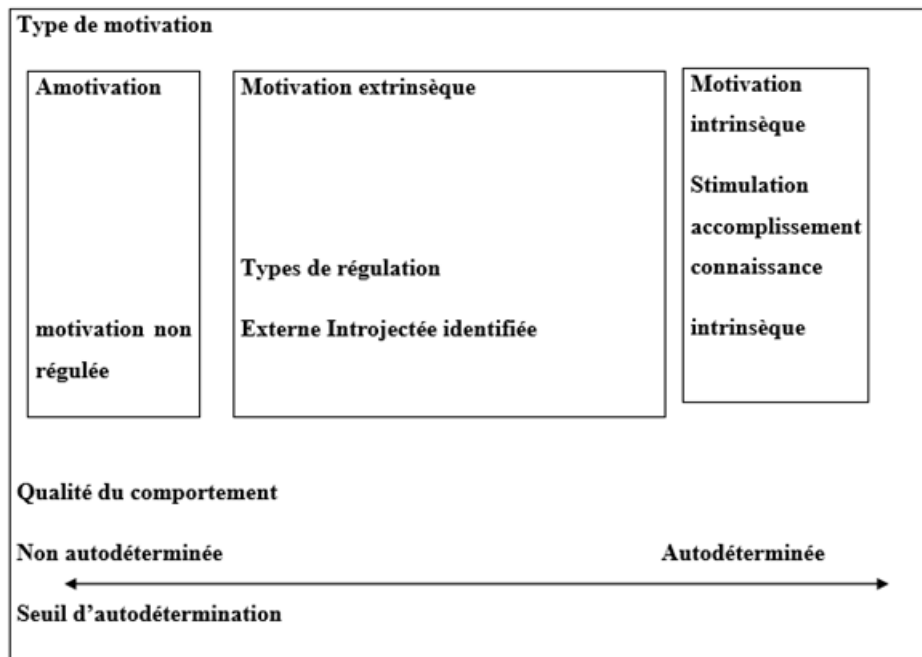 Type de motivation
Amotivation
motivation non
régulée
Motivation extrinsèque
Types de régulation
Externe Introjectée identifiée
Motivation
intrinsèque
Stimulation
accomplissement
connaissance
intrinsèque
Qualité du comportement
Non autodéterminée
Autodéterminée
Seuil d’autodétermination